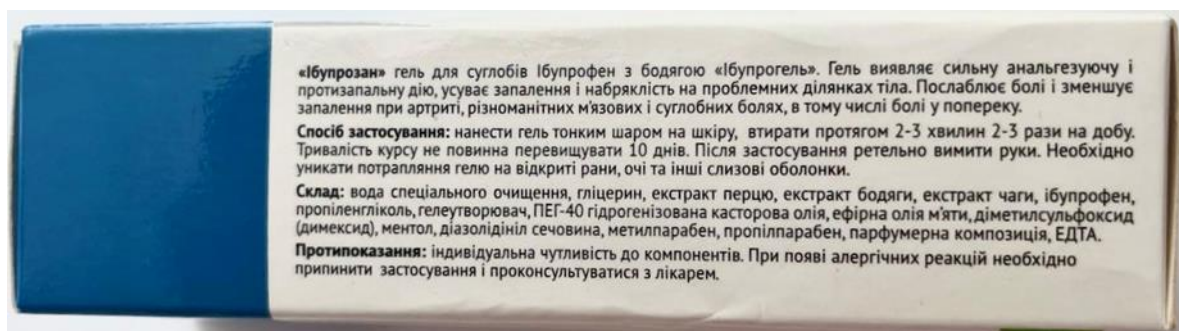 «Ібупрозан» гель для суглобів Ібупрофен з бодягою «Ібупрогель». Гель виявляє сильну анальгезуючу і
протизапальну дію, усуває запалення і набряклість на проблемних ділянках тіла. Послаблює болі і зменшує
запалення при артриті, різноманітних м'язових і суглобних болях, в тому числі болі у попереку.
Спосіб застосування: нанести гель тонким шаром на шкіру, втирати протягом 2-3 хвилин 2-3 рази на добу.
Тривалість курсу не повинна перевищувати 10 днів. Після застосування ретельно вимити руки. Необхідно
уникати потрапляння гелю на відкриті рани, очі та інші слизові оболонки.
Склад: вода спеціального очищення, гліцерин, екстракт перцю, екстракт бодяги, екстракт чаги, ібупрофен,
пропіленгліколь, гелеутворювач, ПЕГ-40 гідрогенізована касторова олія, ефірна олія м'яти, діметилсульфоксид
(димексид), ментол, діазолідініл сечовина, метилпарабен, пропілпарабен, парфумерна композиція, ЕДТА.
Протипоказання: індивідуальна чутливість до компонентів. При появі алергічних реакцій необхідно
припинити застосування і проконсультуватися з лікарем.